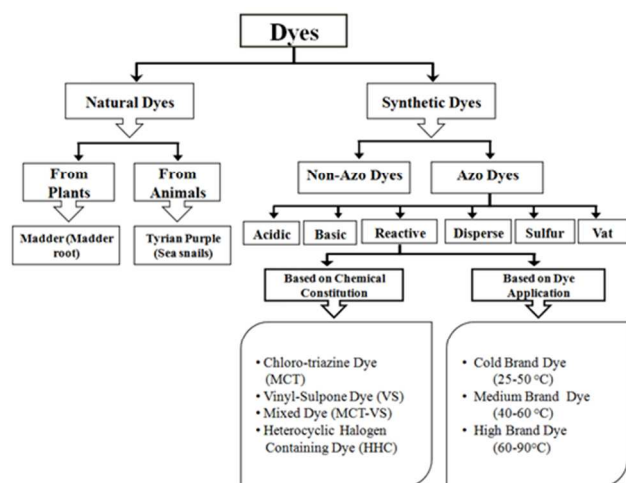 Dyes
Natural Dyes
Synthetic Dyes
From
Plants
From
Animals
Non-Azo Dyes
Azo Dyes
Madder (Madder
root)
Tyrian Purple
(Sea snails)
Acidic
Basic
Reactive
Disperse
Sulfur
Vat
Based on Chemical
Constitution
Based on Dye
Application
• Chloro-triazine Dye
(MCT)
• Vinyl-Sulpone Dye (VS)
• Mixed Dye (MCT-VS)
• Heterocyclic Halogen
Containing Dye (HHC)
• Cold Brand Dye
(25-50 °C)
• Medium Brand Dye
(40-60 °C)
• High Brand Dye
(60-90°C)